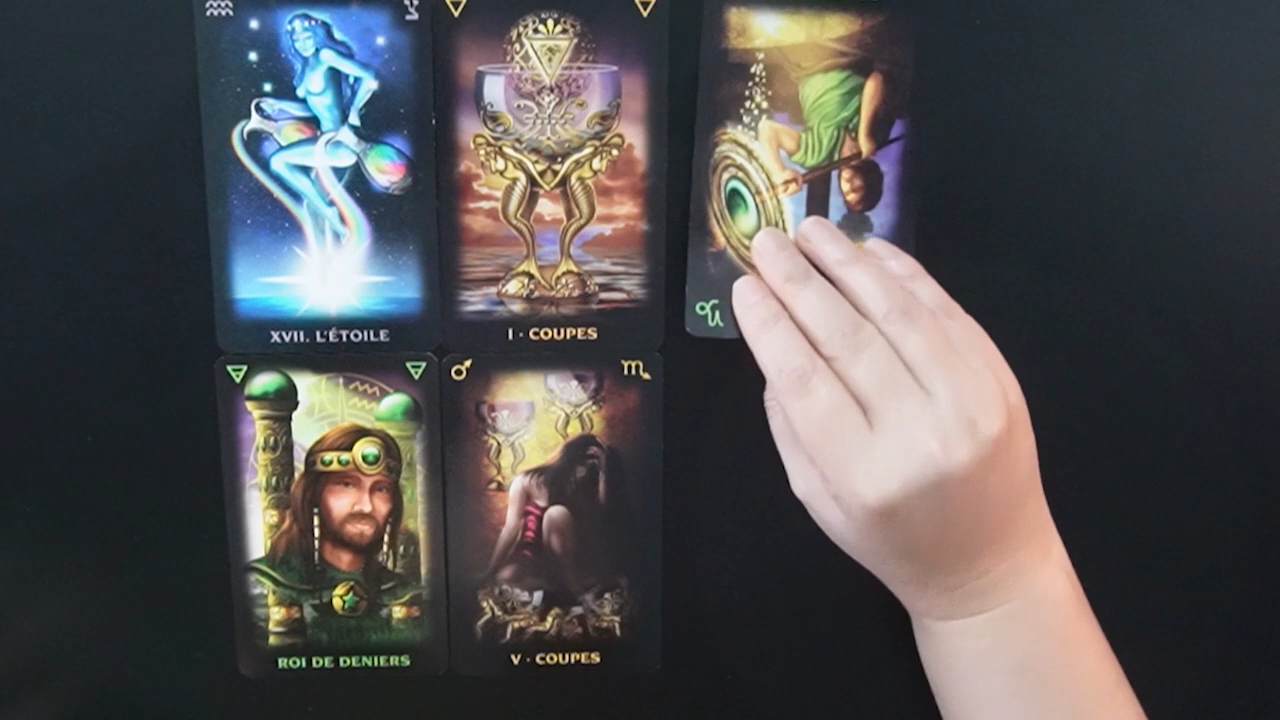 XVII. L'ÉTOILE
I · COUPES
ROI DE DENIERS
V · COUPES